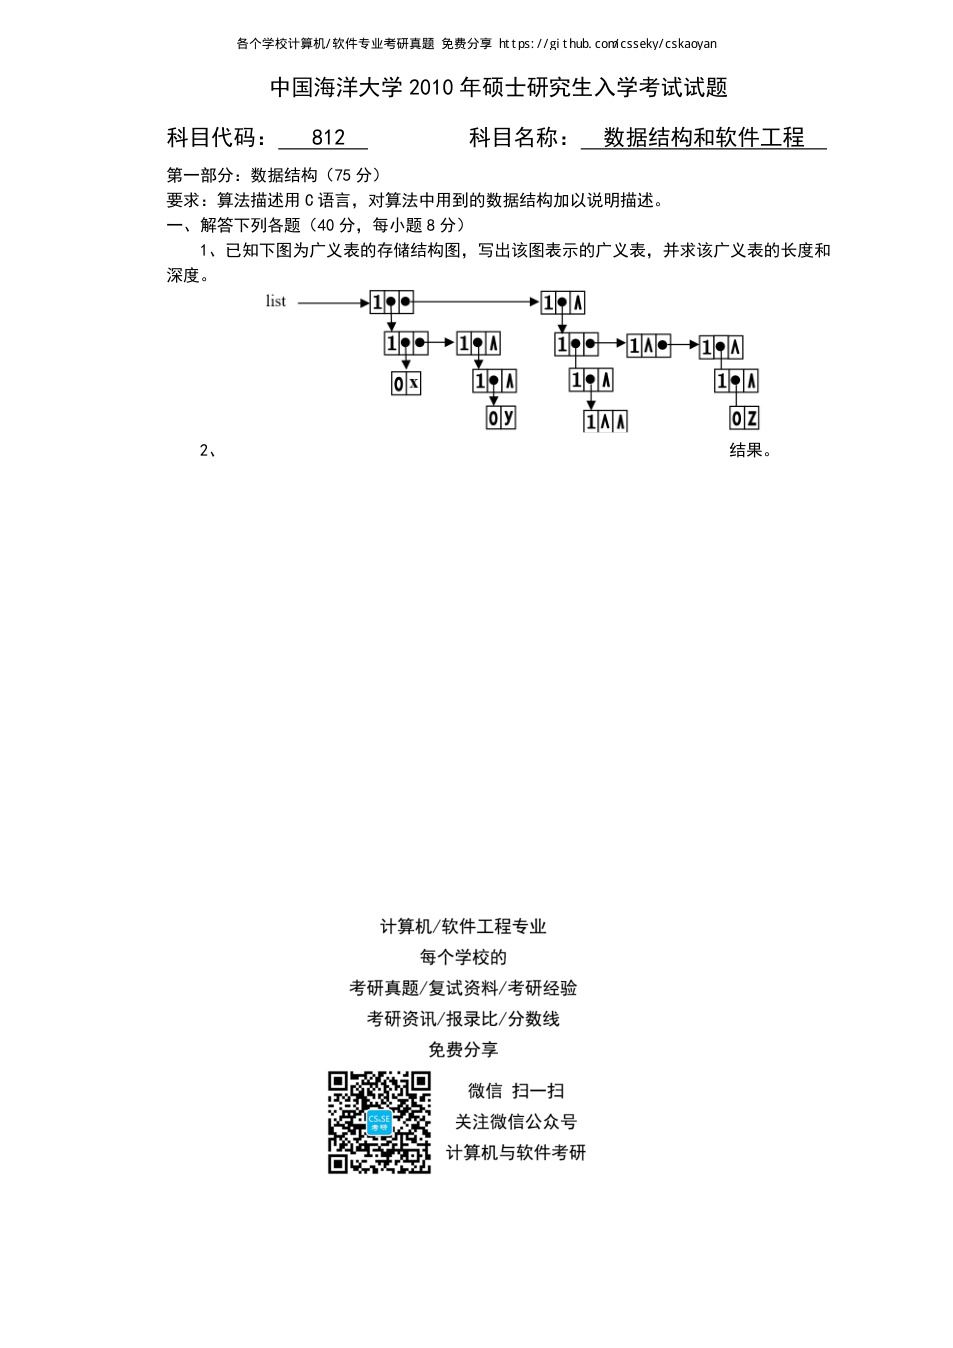 各个学校计算机/软件专业考研真题 免费分享 https://github.com/csseky/cskaoyan
中国海洋大学 2010 年硕士研究生入学考试试题
科目代码： 812 科目名称： 数据结构和软件工程
第一部分：数据结构（75 分）
要求：算法描述用 C 语言，对算法中用到的数据结构加以说明描述。
一、解答下列各题（40 分，每小题 8 分）
1、已知下图为广义表的存储结构图，写出该图表示的广义表，并求该广义表的长度和
深度。
list 1 1 ∧
1 1 ∧ 1 1 ∧ 1 ∧
0 x 1 ∧ 1 ∧ 1 ∧
0 y 1 ∧ ∧ 0 Z
2、 结果。
计算机/软件工程专业
每个学校的
考研真题/复试资料/考研经验
考研资讯/报录比/分数线
免费分享
CS.SE
考研
微信 扫一扫
关注微信公众号
计算机与软件考研